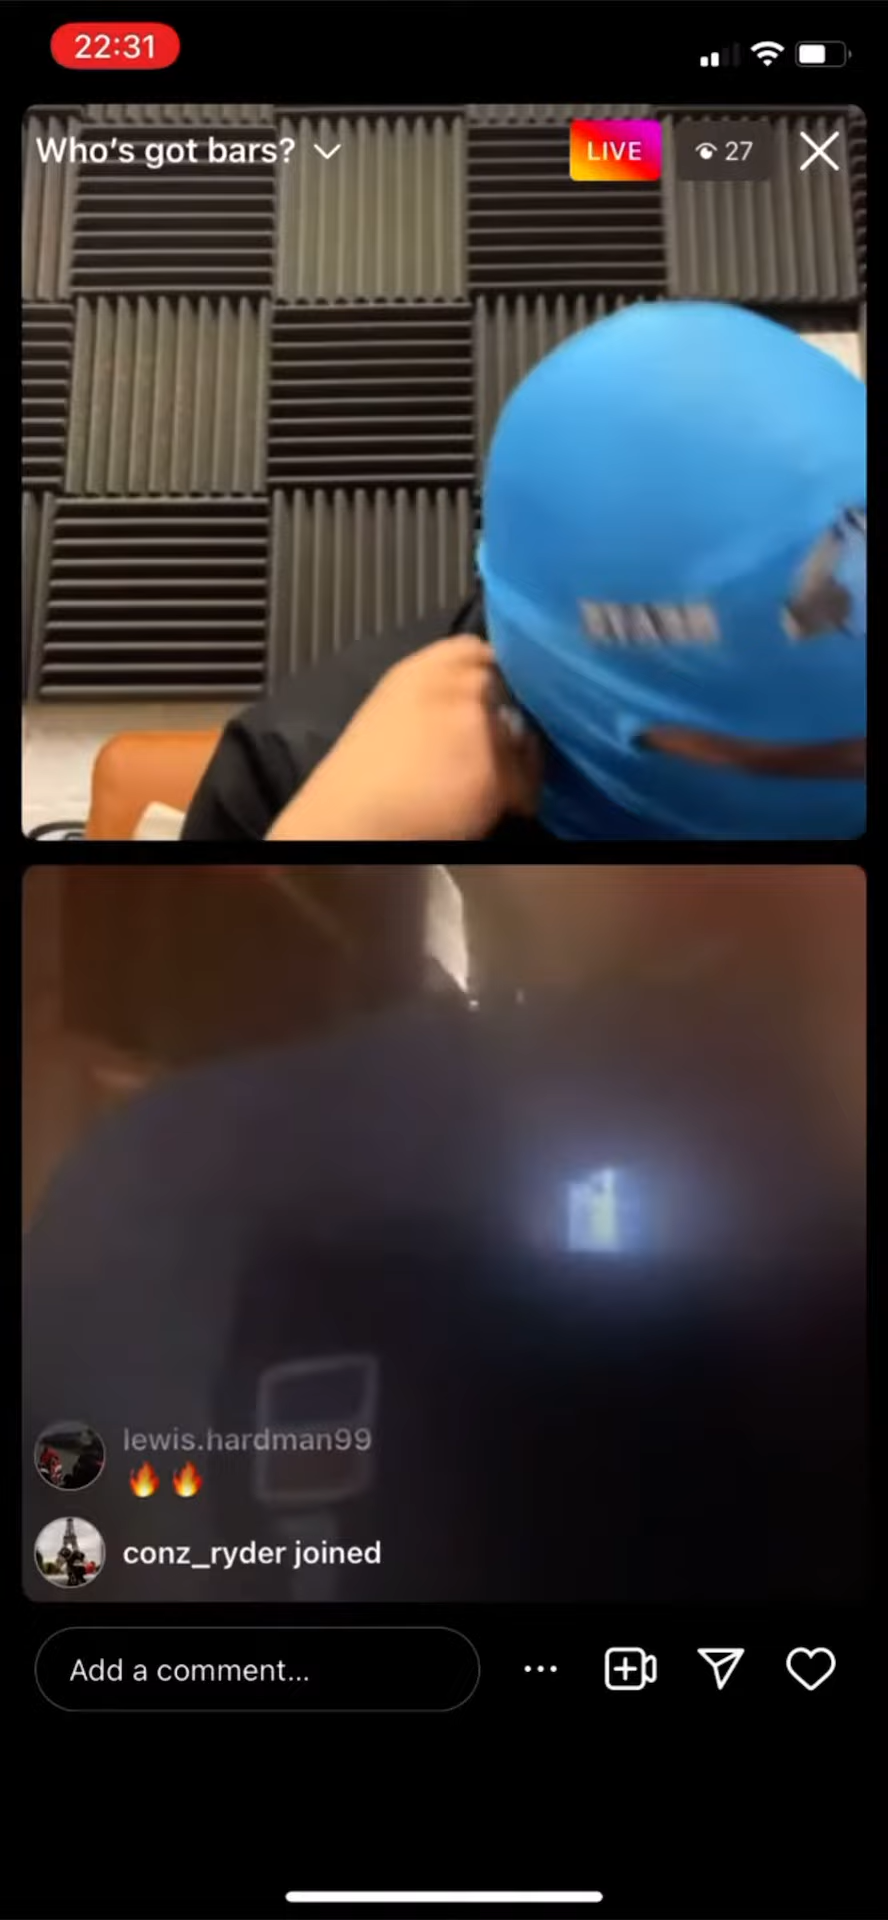 22:31
Who's got bars?
LIVE
27
lewis.hardman99
🔥 🔥
conz_ryder joined
Add a comment...